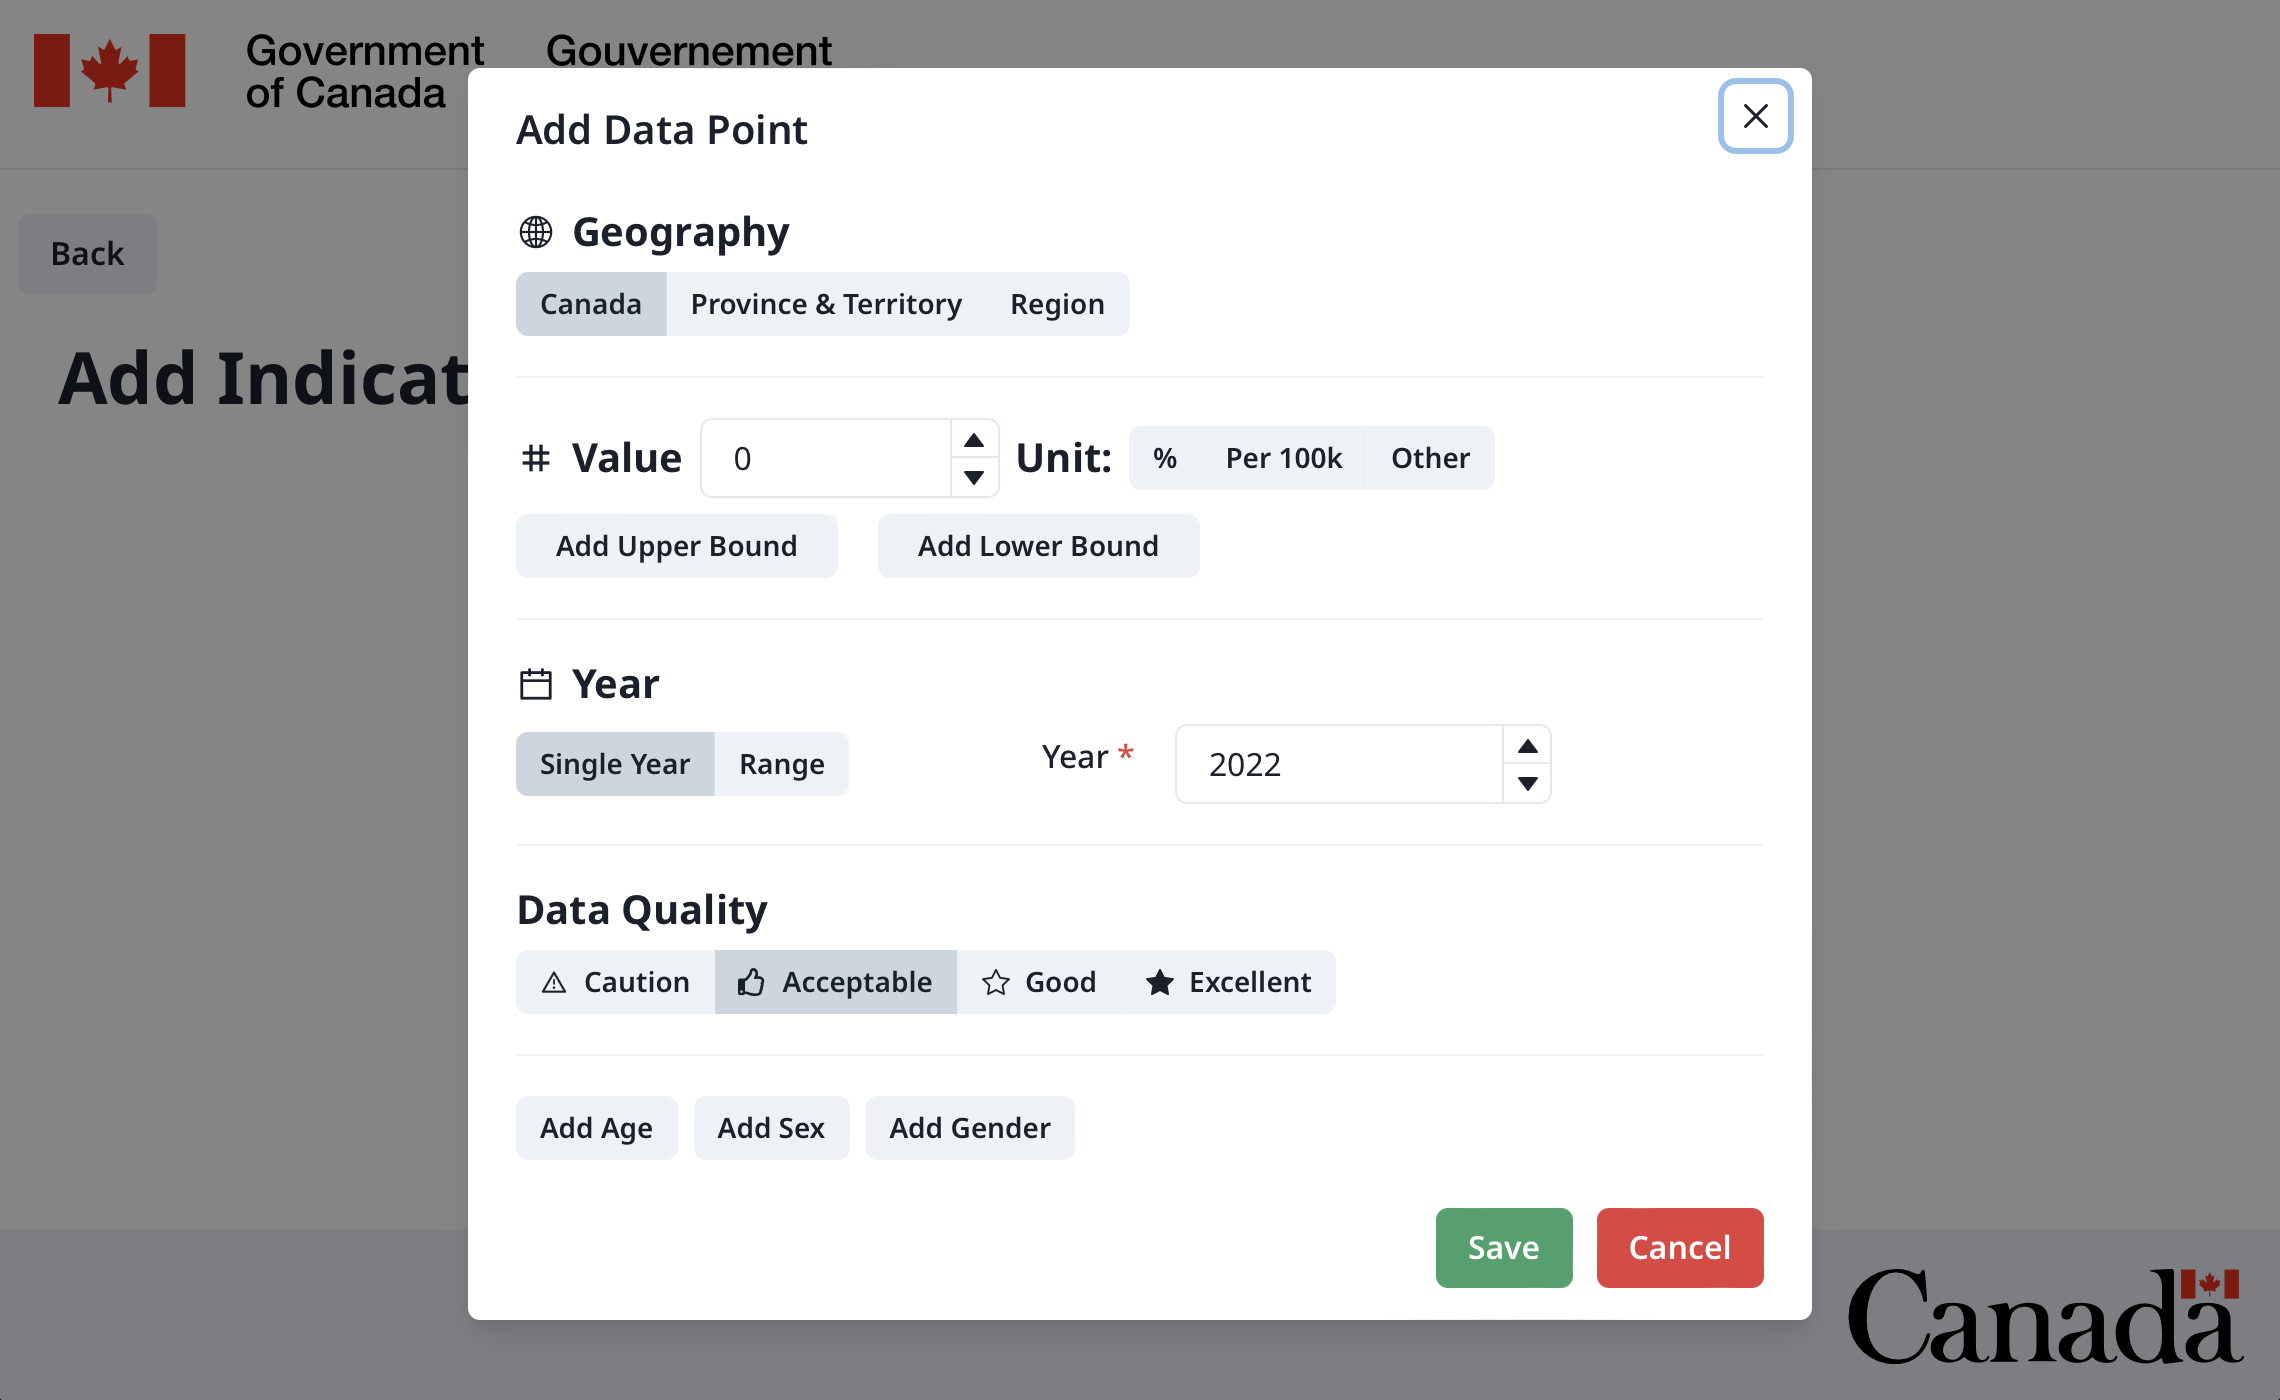 Government Gouvernement
of Canada
Back
Add Indicat
Add Data Point
Geography
Canada Province & Territory Region
Value 0 Unit: % Per 100k Other
Add Upper Bound Add Lower Bound
Year
Single Year Range Year * 2022
Data Quality
Caution Acceptable Good Excellent
Add Age Add Sex Add Gender
Save Cancel
Canada